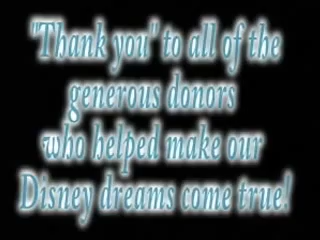 "Thank you" to all of the
generous donors
who helped make our
Disney dreams come true!